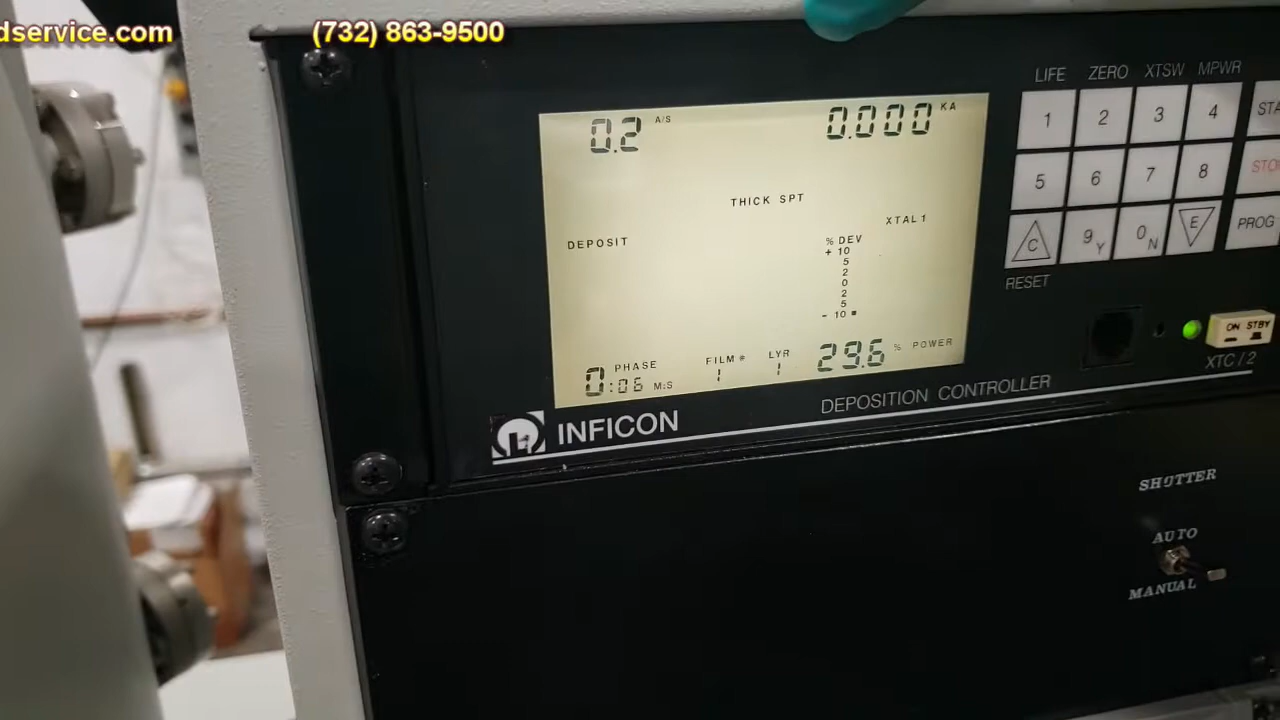 dservice.com
(732) 863-9500
LIFE ZERO XTSW MPWR
1 2 3 4 STA
5 6 7 8 STO
C 9 Y 0 N E PROG
RESET
0.2 A/S
0.000 KA
THICK SPT
XTAL 1
DEPOSIT
% DEV
+ 10
5
2
0
2
5
- 10
PHASE FILM # LYR
0:06 M:S 1 1 29.6 % POWER
ON STBY
XTC / 2
INFICON
DEPOSITION CONTROLLER
SHUTTER
AUTO
MANUAL